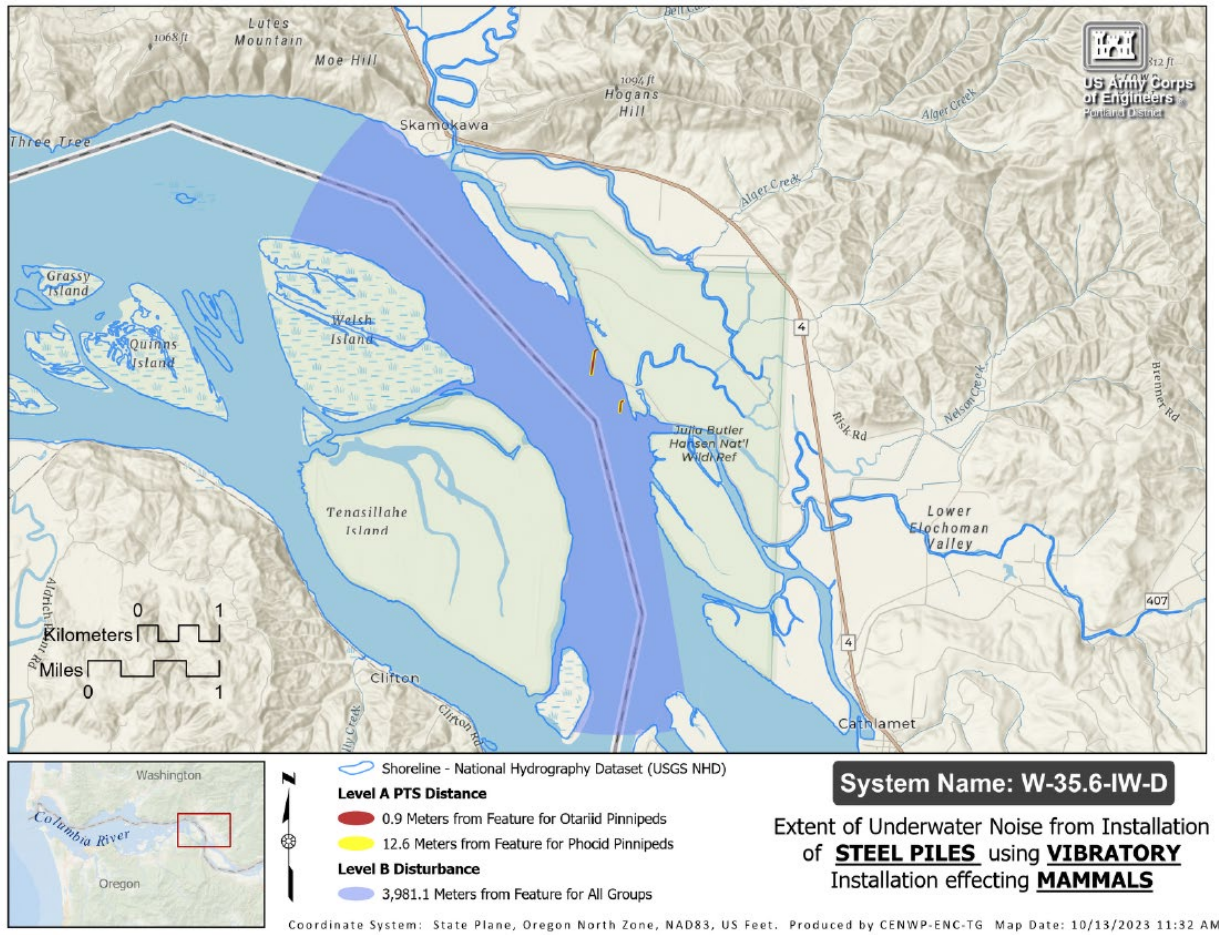 Lutes
Mountain
1068 ft
Moe Hill
1094 ft
Hogans
Hill
US Army Corps
of Engineers
Portland District
Alger Creek
Three Tree
Skamokawa
Alger Creek
Grassy
Island
Quinns
Island
Welsh
Island
4
Nelson Creek
Brenner Rd
Risk Rd
Julia Butler
Hansen Nat'l
Wildl Ref
Tenasillahe
Island
Lower
Elochoman
Valley
407
0 1
Kilometers
Miles
0 1
4
Clifton
Clifton Rd
Cathlamet
Washington
Columbia River
Oregon
N
Shoreline - National Hydrography Dataset (USGS NHD)
Level A PTS Distance
0.9 Meters from Feature for Otariid Pinnipeds
12.6 Meters from Feature for Phocid Pinnipeds
Level B Disturbance
3,981.1 Meters from Feature for All Groups
System Name: W-35.6-IW-D
Extent of Underwater Noise from Installation
of STEEL PILES using VIBRATORY
Installation effecting MAMMALS
Coordinate System: State Plane, Oregon North Zone, NAD83, US Feet. Produced by CENWP-ENC-TG Map Date: 10/13/2023 11:32 AM